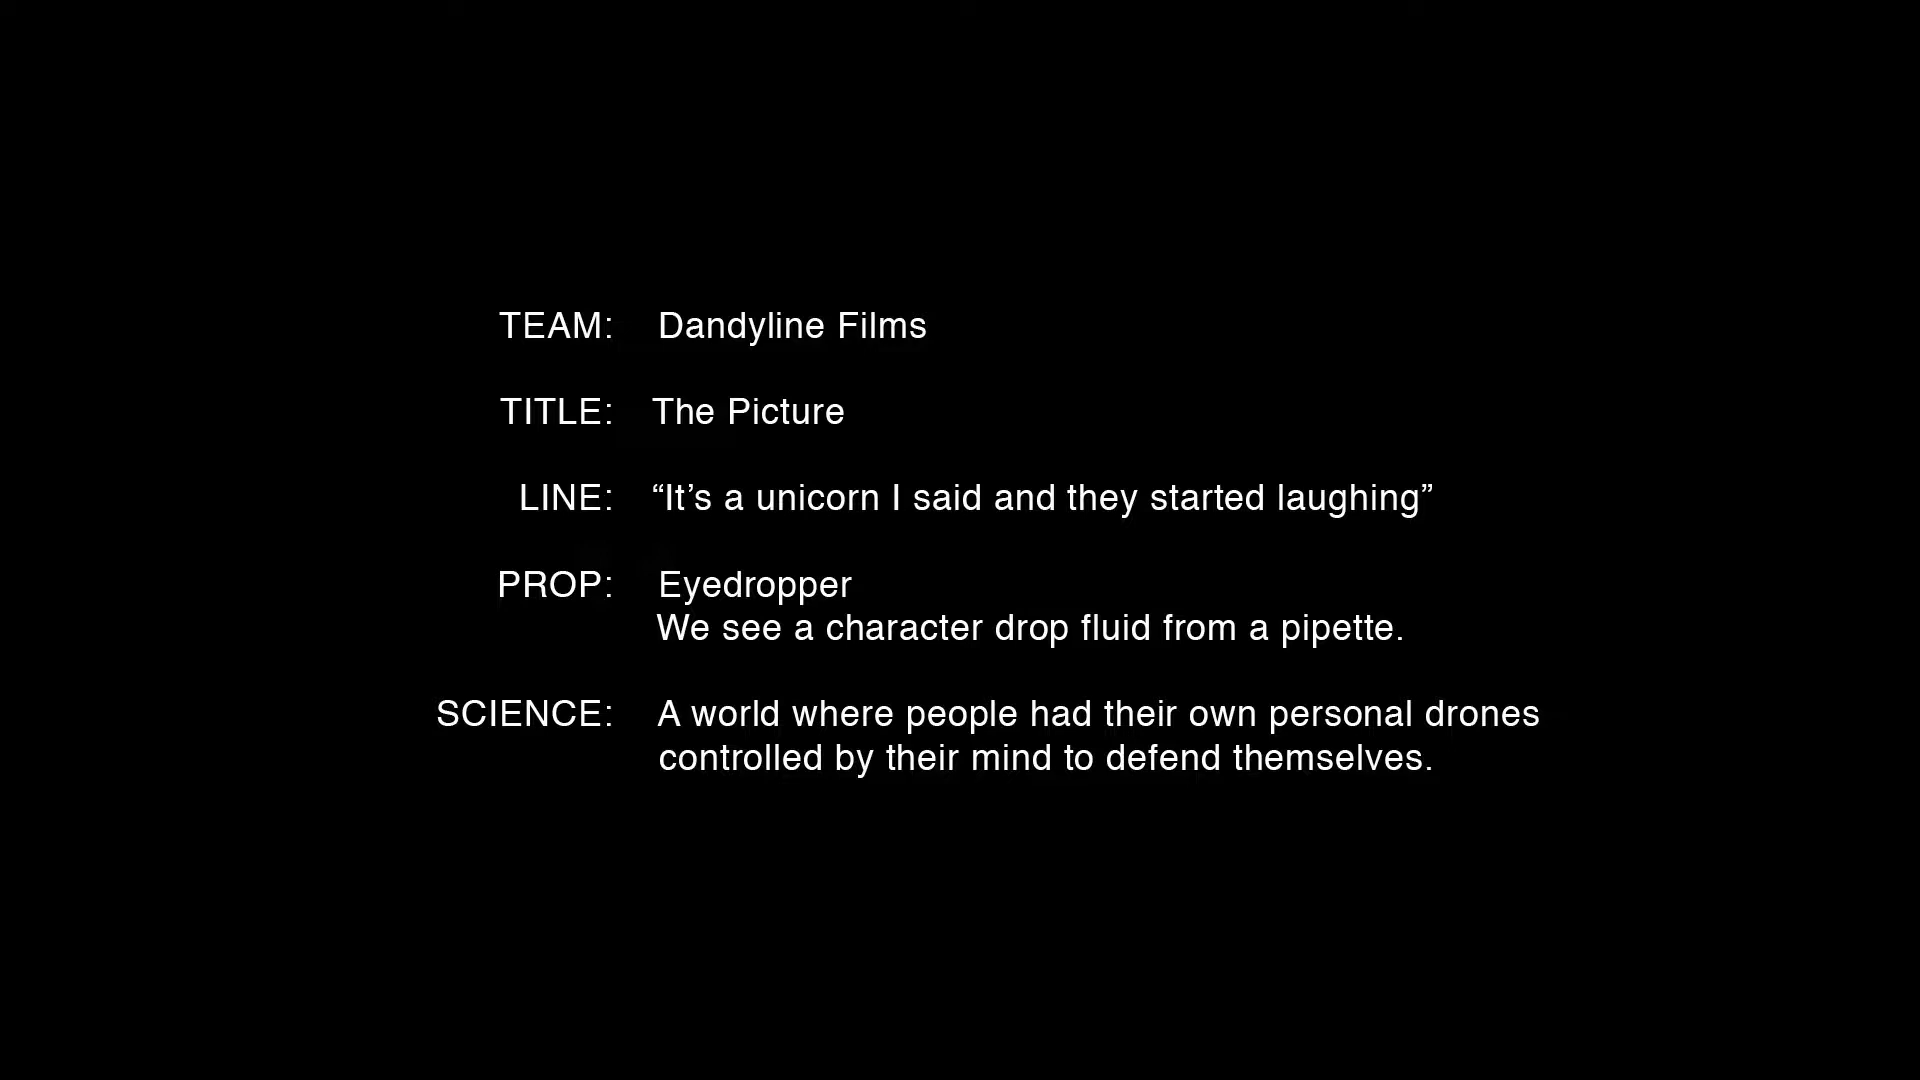 TEAM: Dandyline Films
TITLE: The Picture
LINE: “It’s a unicorn I said and they started laughing”
PROP: Eyedropper
We see a character drop fluid from a pipette.
SCIENCE: A world where people had their own personal drones
controlled by their mind to defend themselves.